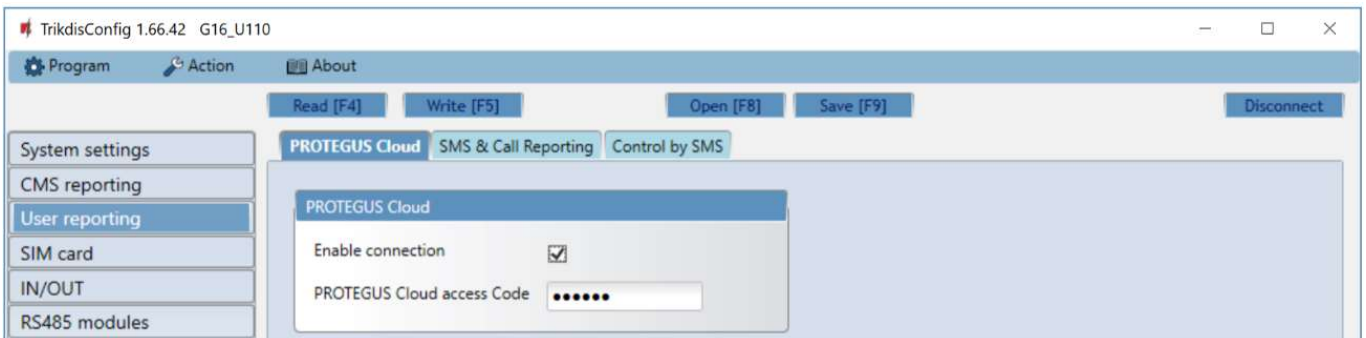 TrikdisConfig 1.66.42 G16_U110
Program Action About
Read [F4] Write [F5] Open [F8] Save [F9] Disconnect
System settings
CMS reporting
User reporting
SIM card
IN/OUT
RS485 modules
PROTEGUS Cloud SMS & Call Reporting Control by SMS
PROTEGUS Cloud
Enable connection
PROTEGUS Cloud access Code ●●●●●●